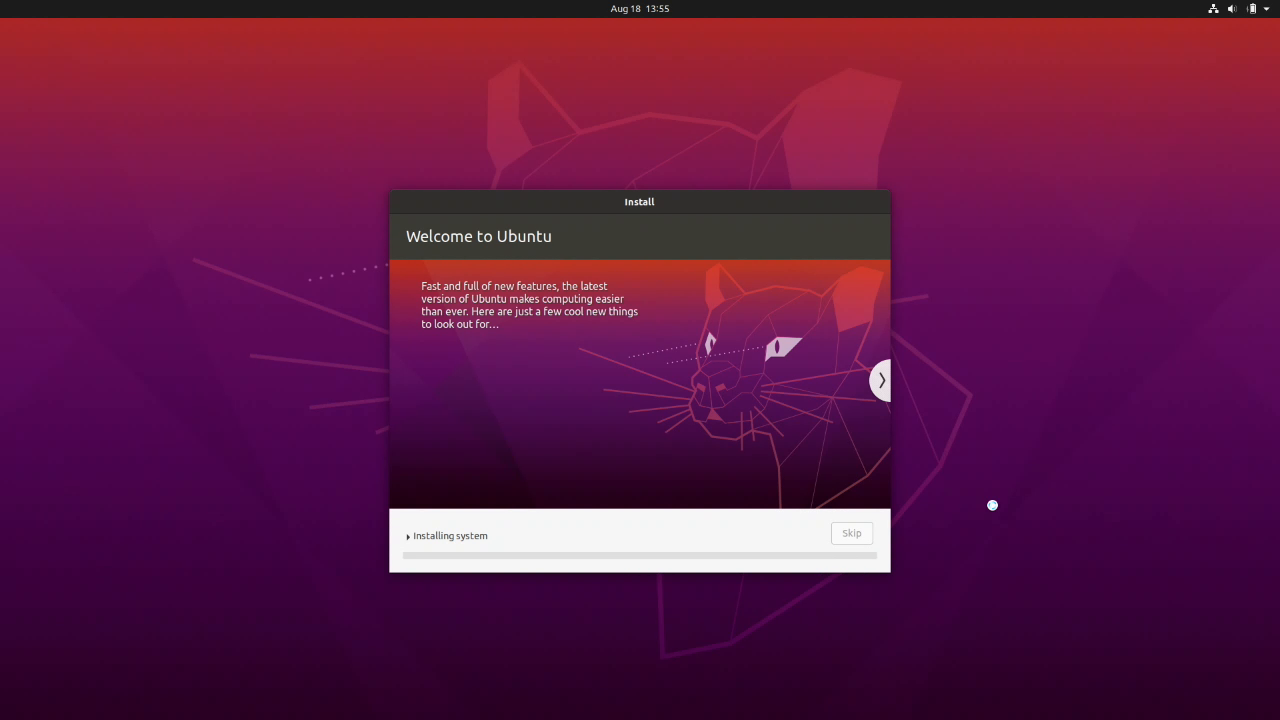 Aug 18 13:55
Install
Welcome to Ubuntu
Fast and full of new features, the latest
version of Ubuntu makes computing easier
than ever. Here are just a few cool new things
to look out for...
Installing system
Skip